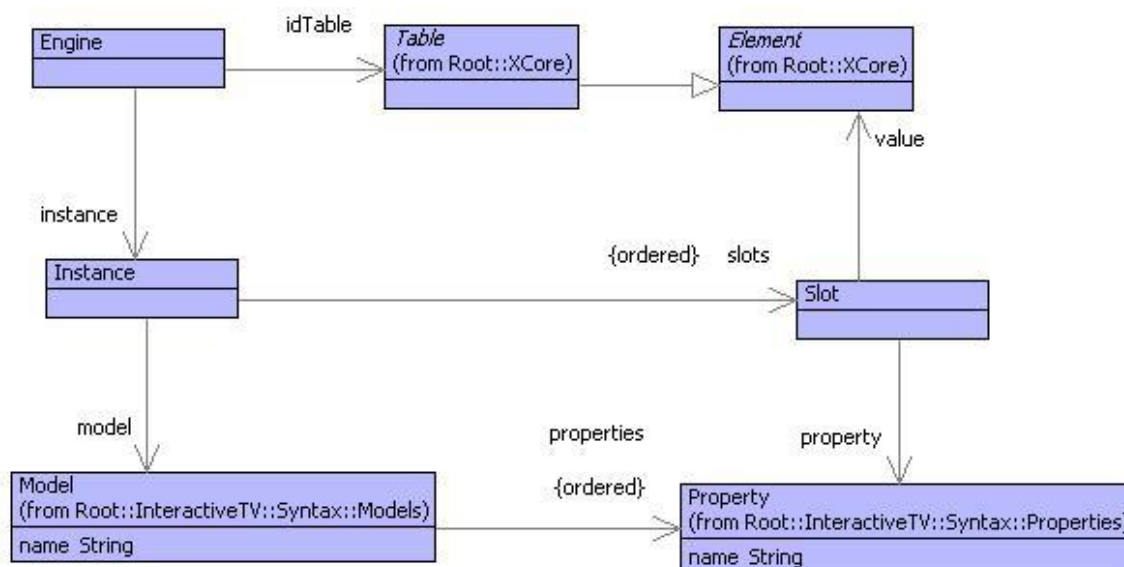 Engine
idTable
Table
(from Root::XCore)
Element
(from Root::XCore)
value
instance
Instance
{ordered} slots
Slot
model
properties
property
{ordered}
Model
(from Root::InteractiveTV::Syntax::Models)
name String
Property
(from Root::InteractiveTV::Syntax::Properties)
name String